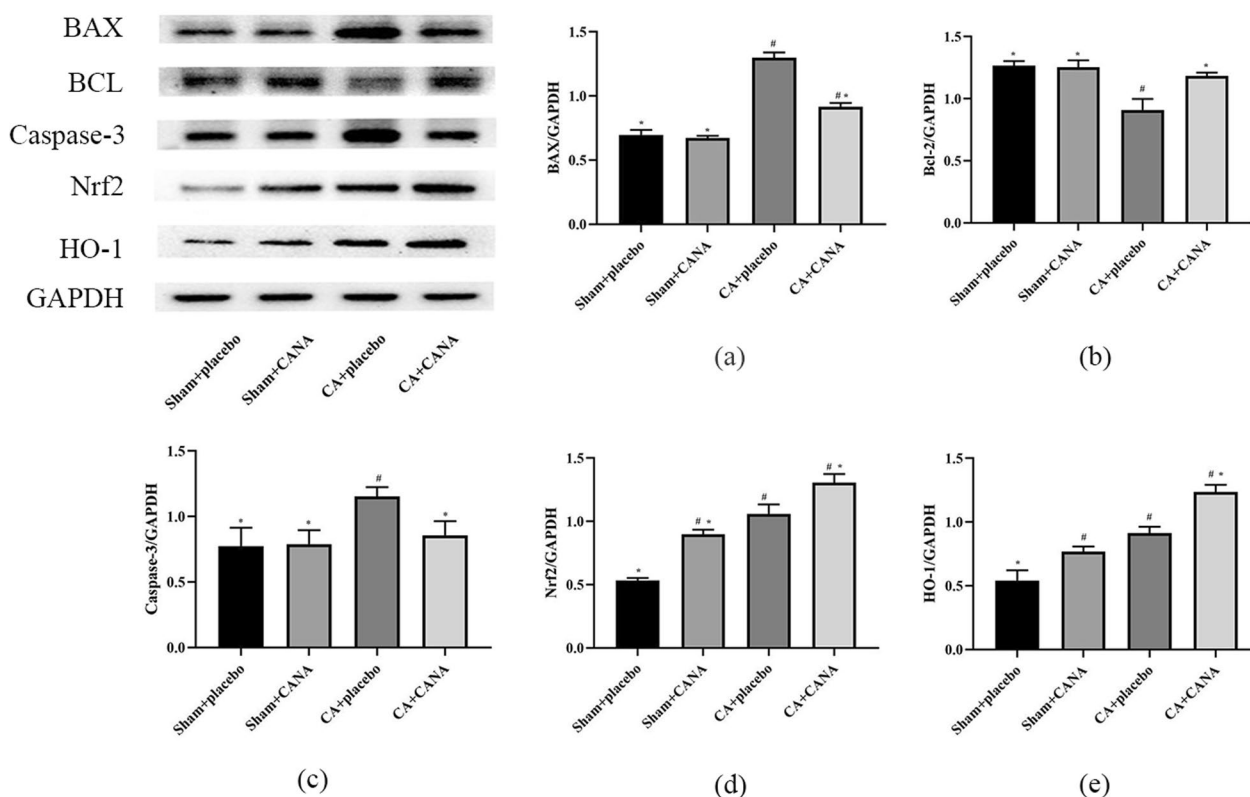 BAX
BCL
Caspase-3
Nrf2
HO-1
GAPDH
Sham+placebo
Sham+CANA
CA+placebo
CA+CANA
BAX/GAPDH
1.5
1.0
0.5
0.0
*
*
#
# *
Sham+placebo
Sham+CANA
CA+placebo
CA+CANA
(a)
Bcl-2/GAPDH
1.5
1.0
0.5
0.0
*
*
#
*
Sham+placebo
Sham+CANA
CA+placebo
CA+CANA
(b)
Caspase-3/GAPDH
1.5
1.0
0.5
0.0
*
*
#
*
Sham+placebo
Sham+CANA
CA+placebo
CA+CANA
(c)
Nrf2/GAPDH
1.5
1.0
0.5
0.0
*
# *
#
# *
Sham+placebo
Sham+CANA
CA+placebo
CA+CANA
(d)
HO-1/GAPDH
1.5
1.0
0.5
0.0
*
#
#
# *
Sham+placebo
Sham+CANA
CA+placebo
CA+CANA
(e)